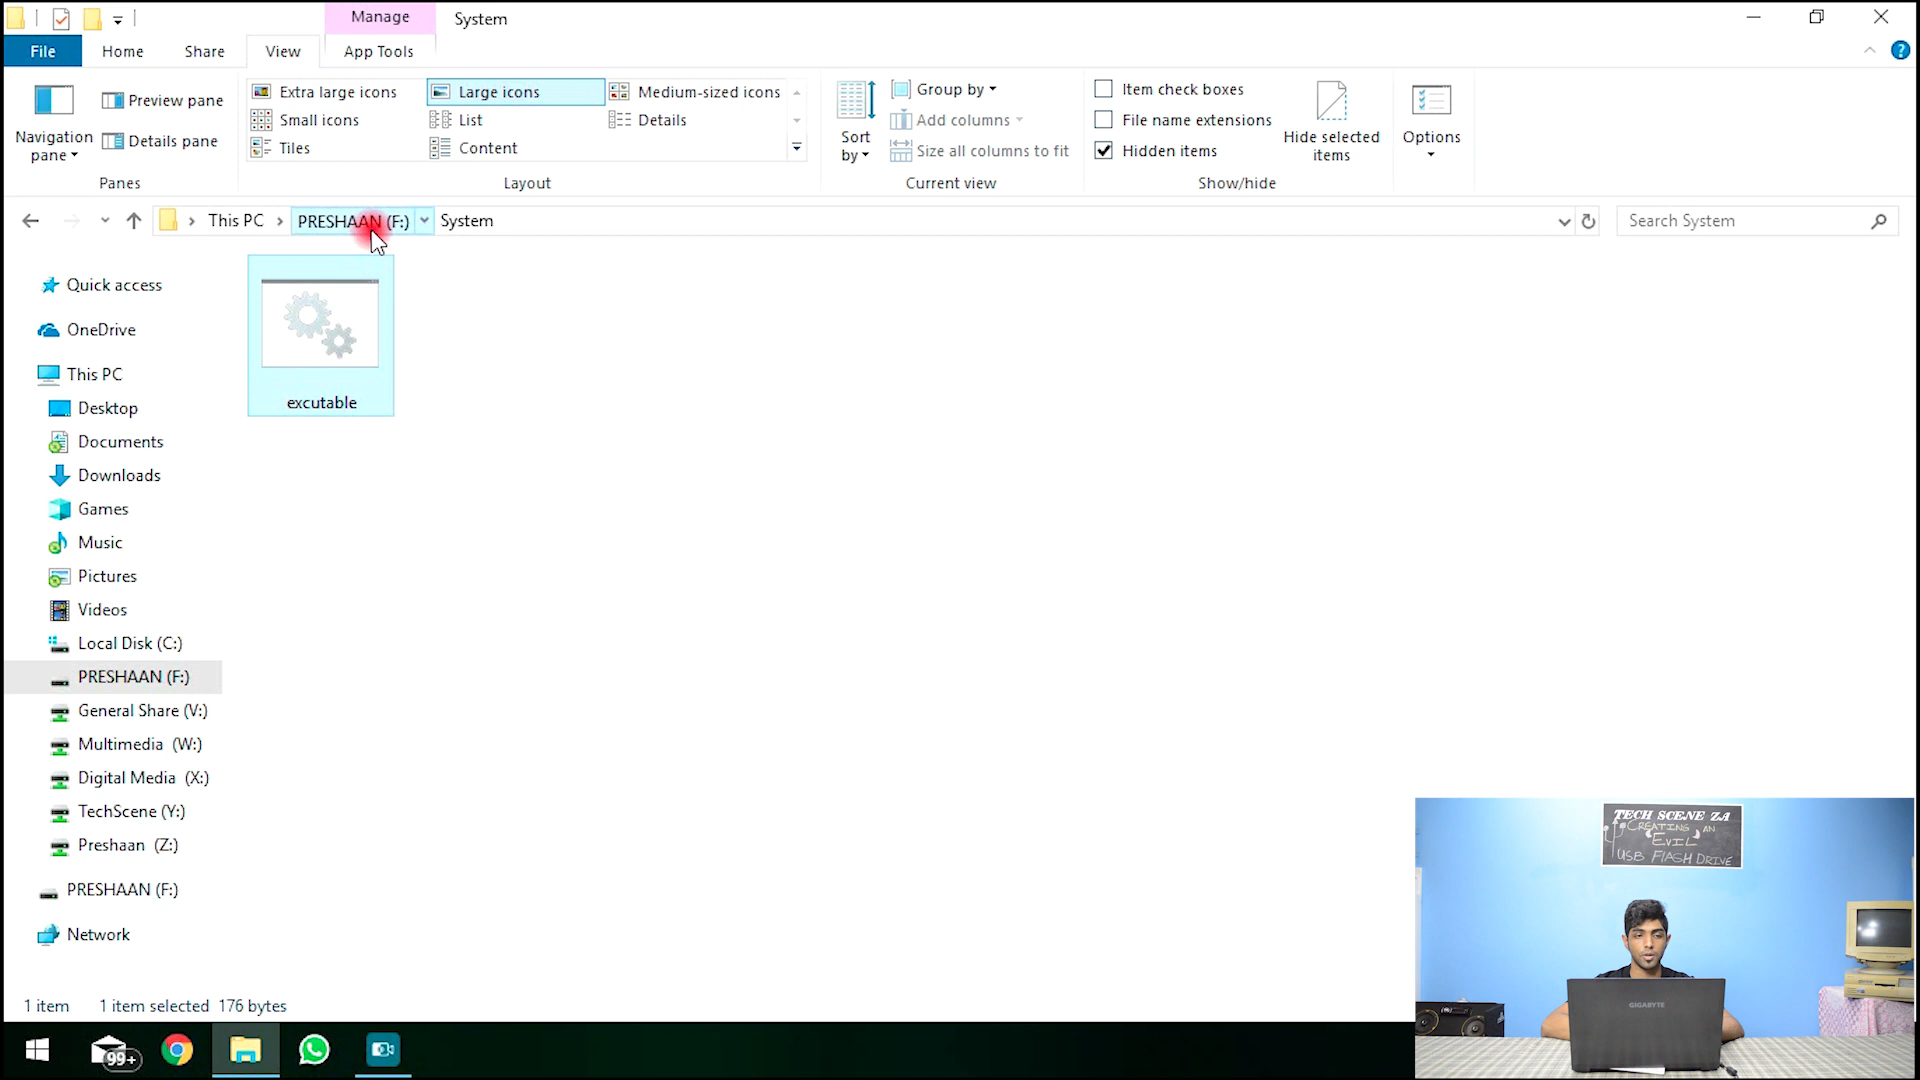 Manage
System
File
Home
Share
View
App Tools
Navigation pane
Preview pane
Details pane
Panes
Extra large icons
Large icons
Medium-sized icons
Small icons
List
Details
Tiles
Content
Layout
Sort by
Group by
Add columns
Size all columns to fit
Current view
Item check boxes
File name extensions
Hidden items
Hide selected items
Show/hide
Options
This PC
PRESHAAN (F:)
System
Search System
Quick access
OneDrive
This PC
Desktop
Documents
Downloads
Games
Music
Pictures
Videos
Local Disk (C:)
PRESHAAN (F:)
General Share (V:)
Multimedia (W:)
Digital Media (X:)
TechScene (Y:)
Preshaan (Z:)
PRESHAAN (F:)
Network
excutable
1 item 1 item selected 176 bytes
99+
TECH SCENE ZA
CREATING AN
"EVIL"
USB FLASH DRIVE
GIGABYTE